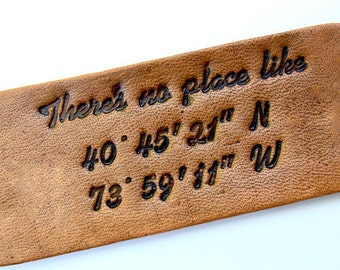 There's no place like
40° 45' 21" N
73° 59' 11" W